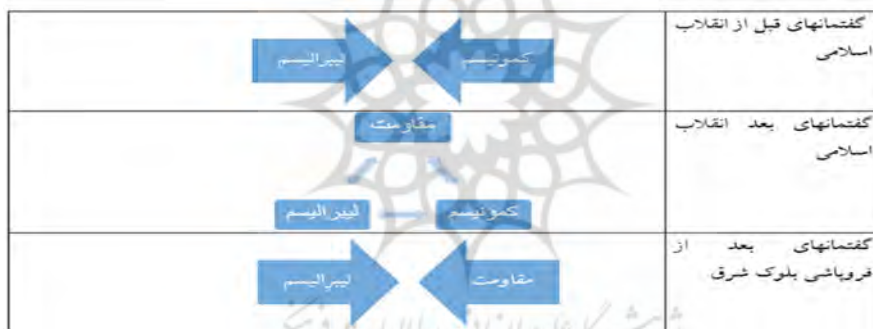 گفتمانهای قبل از انقلاب
اسلامی
کمونیسم
لیبرالیسم
گفتمانهای بعد انقلاب
اسلامی
مقاومت
کمونیسم
لیبرالیسم
گفتمانهای بعد از
فروپاشی بلوک شرق
مقاومت
لیبرالیسم